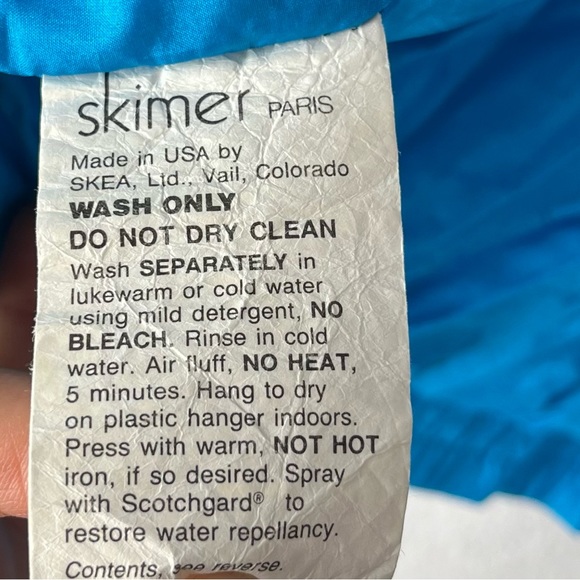 skimer PARIS
Made in USA by
SKEA, Ltd., Vail, Colorado
WASH ONLY
DO NOT DRY CLEAN
Wash SEPARATELY in
lukewarm or cold water
using mild detergent, NO
BLEACH. Rinse in cold
water. Air fluff, NO HEAT,
5 minutes. Hang to dry
on plastic hanger indoors.
Press with warm, NOT HOT
iron, if so desired. Spray
with Scotchgard® to
restore water repellancy.
Contents, see reverse.